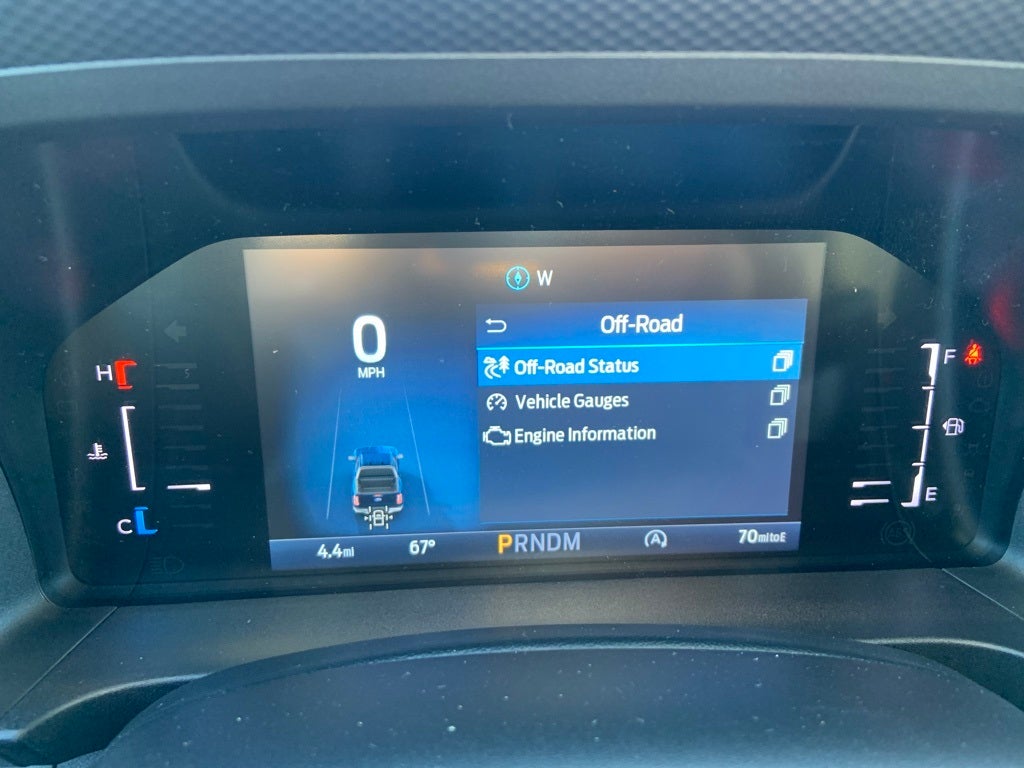 W
0
MPH
Off-Road
Off-Road Status
Vehicle Gauges
Engine Information
H
C
F
E
4.4mi
67°
PRNDM
A
70mitoE